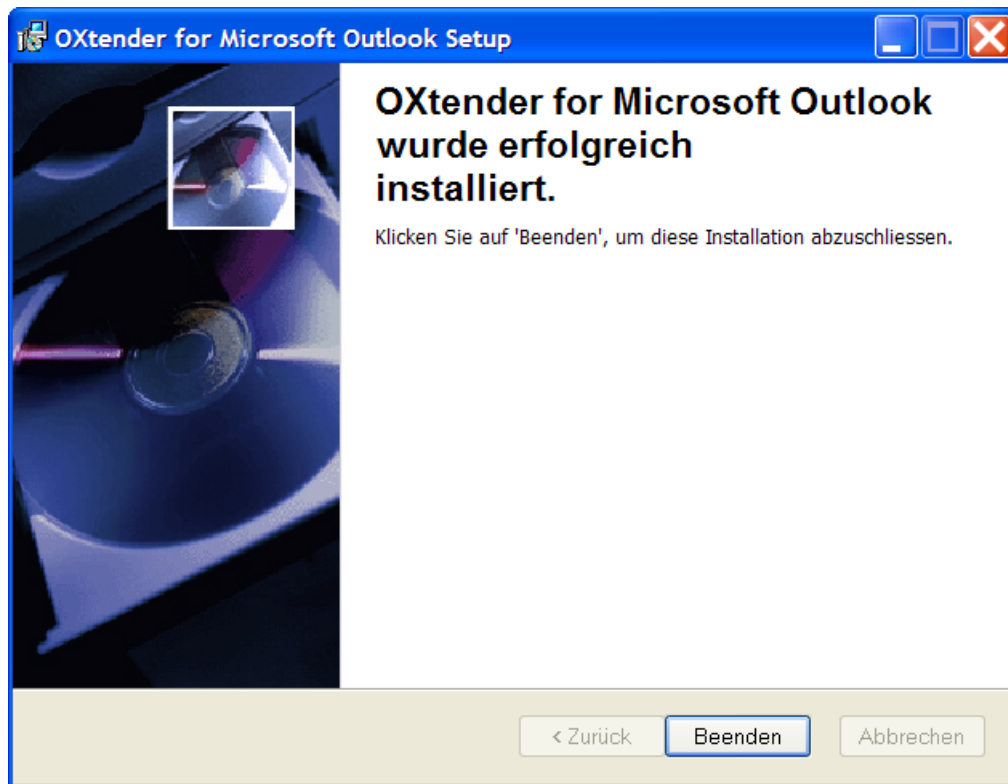 OXtender for Microsoft Outlook Setup
OXtender for Microsoft Outlook
wurde erfolgreich
installiert.
Klicken Sie auf 'Beenden', um diese Installation abzuschliessen.
< Zurück Beenden Abbrechen